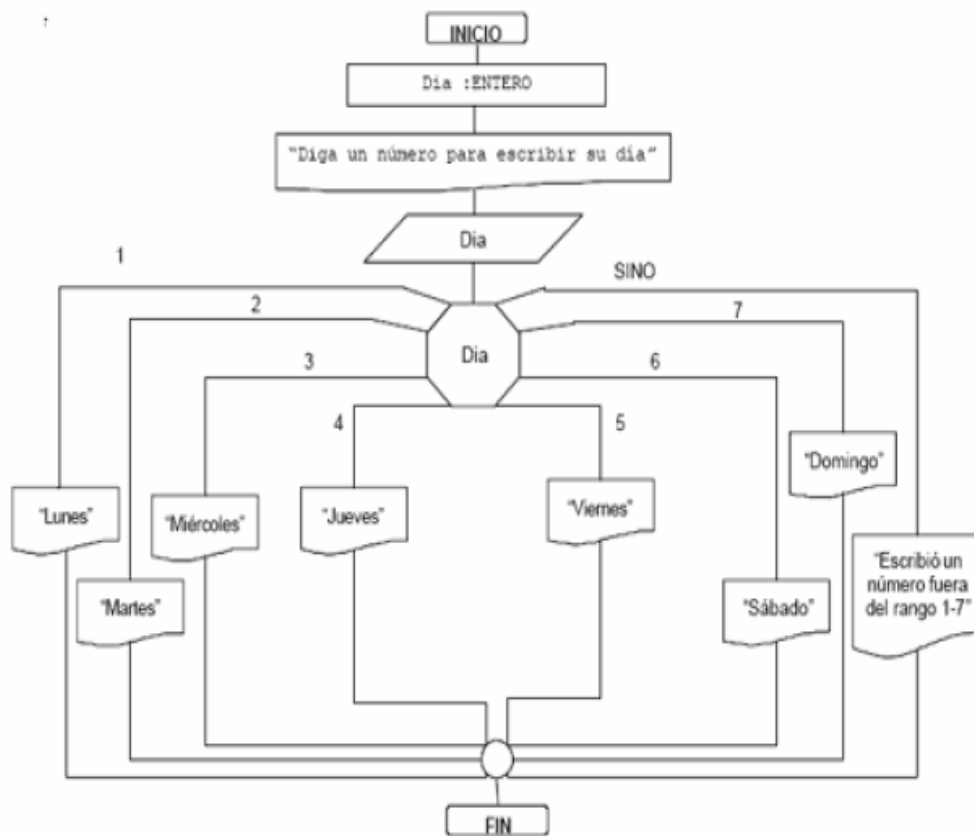 INICIO
Dia :ENTERO
“Diga un número para escribir su día”
Dia
1
SINO
2
7
Dia
3
6
4
5
“Domingo”
“Lunes”
“Miércoles”
“Jueves”
“Viernes”
“Escribió un
número fuera
del rango 1-7”
“Martes”
“Sábado”
FIN